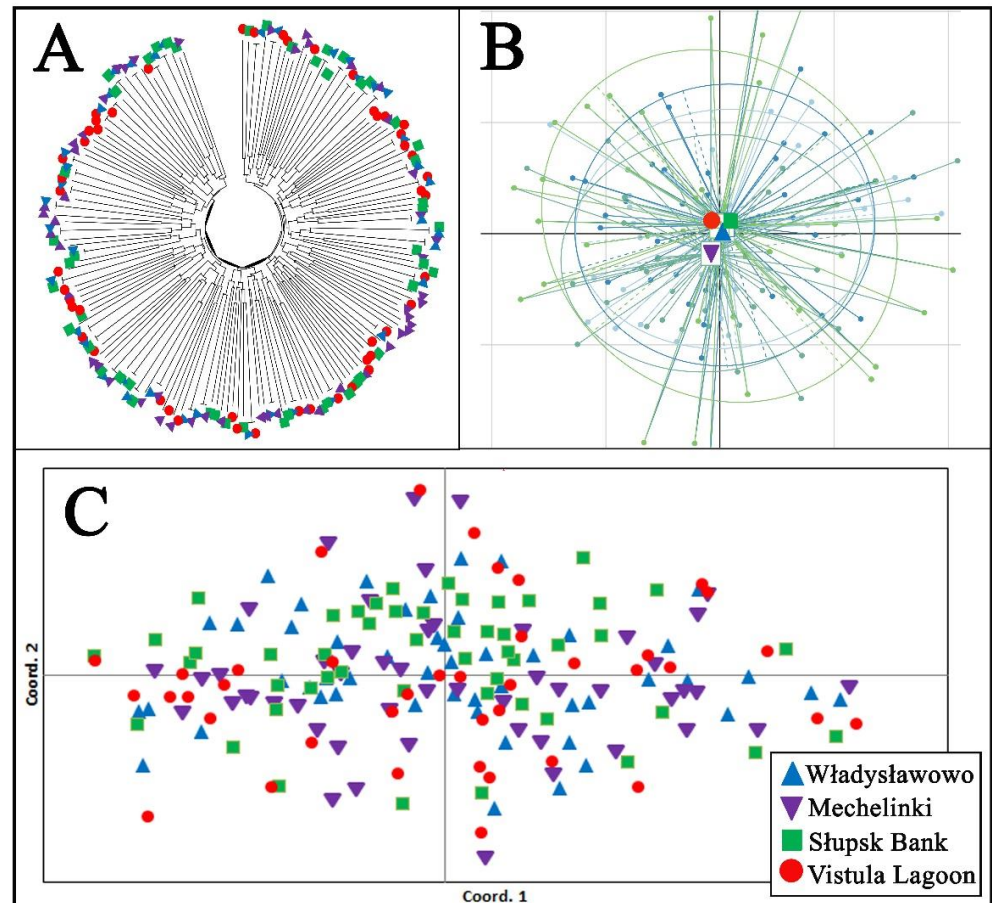 A
B
C
Coord. 2
Coord. 1
Władysławowo
Mechelinki
Słupsk Bank
Vistula Lagoon